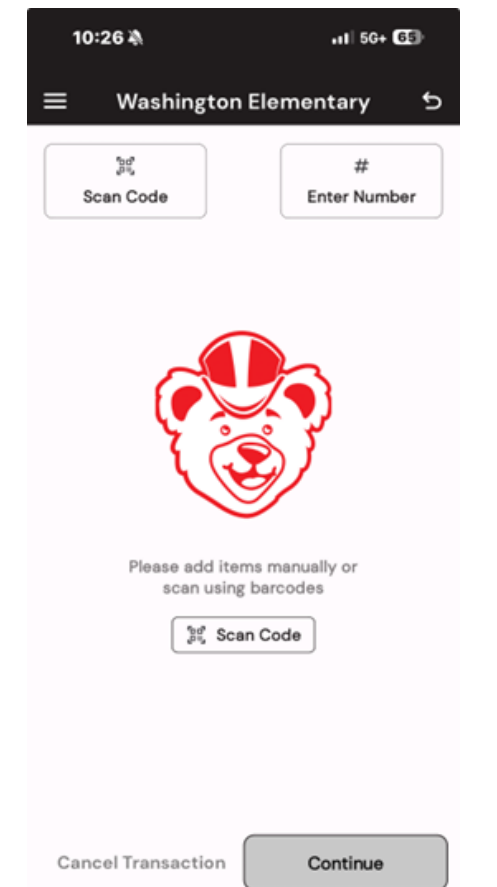 10:26 5G+ 65
Washington Elementary
Scan Code
# Enter Number
Please add items manually or
scan using barcodes
Scan Code
Cancel Transaction Continue